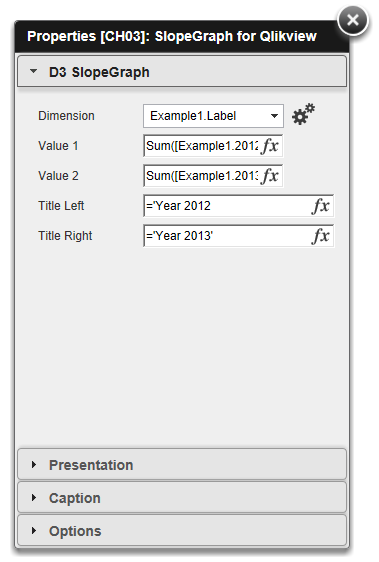 Properties [CH03]: SlopeGraph for Qlikview
D3 SlopeGraph
Dimension Example1.Label
Value 1 Sum([Example1.2012 fx
Value 2 Sum([Example1.2013 fx
Title Left ='Year 2012 fx
Title Right ='Year 2013' fx
Presentation
Caption
Options